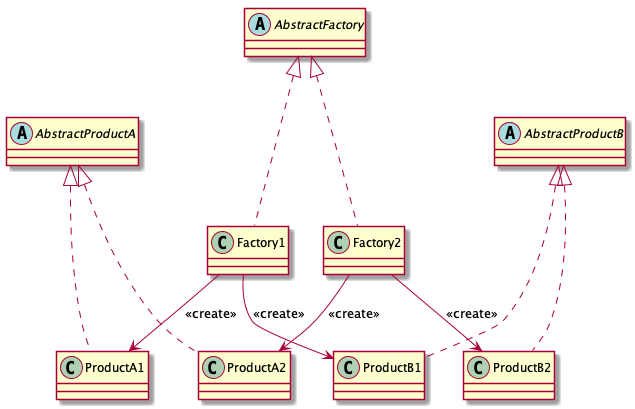 A AbstractFactory
A AbstractProductA
A AbstractProductB
C Factory1
C Factory2
«create»
«create»
«create»
«create»
C ProductA1
C ProductA2
C ProductB1
C ProductB2